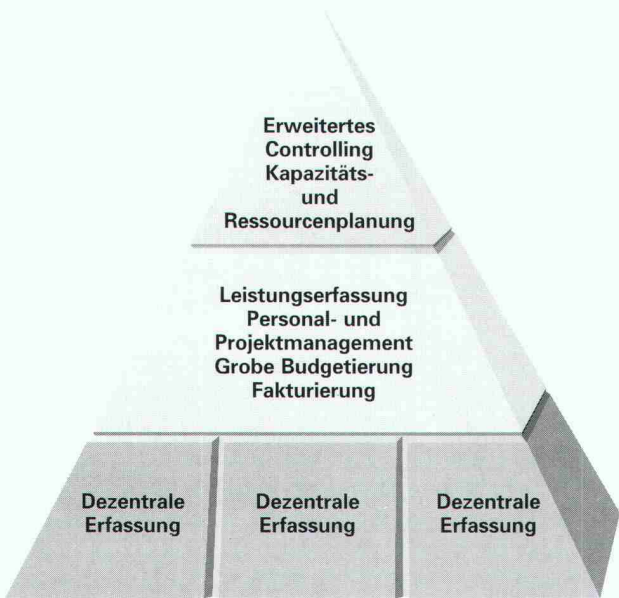 Erweitertes
Controlling
Kapazitäts-
und
Ressourcenplanung
Leistungserfassung
Personal- und
Projektmanagement
Grobe Budgetierung
Fakturierung
Dezentrale
Erfassung
Dezentrale
Erfassung
Dezentrale
Erfassung